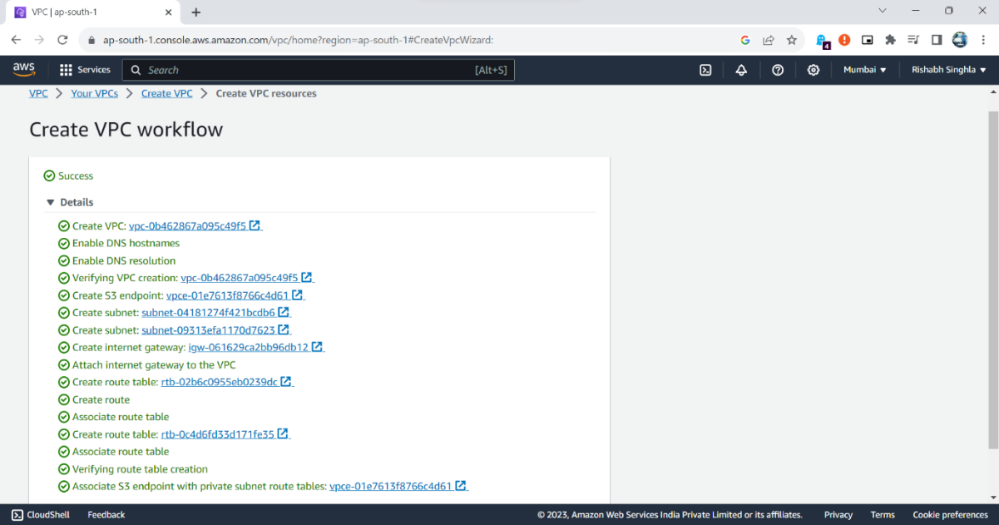 VPC | ap-south-1
ap-south-1.console.aws.amazon.com/vpc/home?region=ap-south-1#CreateVpcWizard:
4
aws Services Search [Alt+S] Mumbai ▼ Rishabh Singhla ▼
VPC > Your VPCs > Create VPC > Create VPC resources
Create VPC workflow
Success
▼ Details
Create VPC: vpc-0b462867a095c49f5
Enable DNS hostnames
Enable DNS resolution
Verifying VPC creation: vpc-0b462867a095c49f5
Create S3 endpoint: vpce-01e7613f8766c4d61
Create subnet: subnet-04181274f421bcdb6
Create subnet: subnet-09313efa1170d7623
Create internet gateway: igw-061629ca2bb96db12
Attach internet gateway to the VPC
Create route table: rtb-02b6c0955eb0239dc
Create route
Associate route table
Create route table: rtb-0c4d6fd33d171fe35
Associate route table
Verifying route table creation
Associate S3 endpoint with private subnet route tables: vpce-01e7613f8766c4d61
CloudShell Feedback © 2023, Amazon Web Services India Private Limited or its affiliates. Privacy Terms Cookie preferences